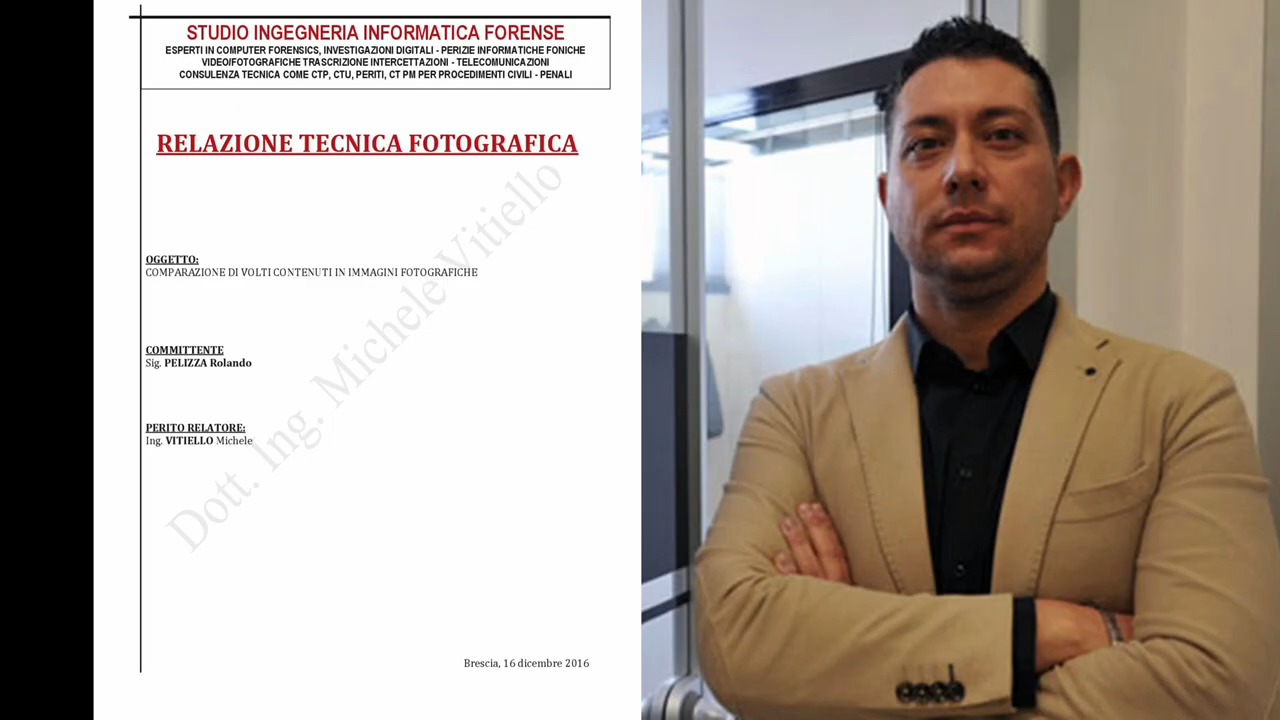 STUDIO INGEGNERIA INFORMATICA FORENSE
ESPERTI IN COMPUTER FORENSICS, INVESTIGAZIONI DIGITALI - PERIZIE INFORMATICHE FONICHE
VIDEO/FOTOGRAFICHE TRASCRIZIONE INTERCETTAZIONI - TELECOMUNICAZIONI
CONSULENZA TECNICA COME CTP, CTU, PERITI, CT PM PER PROCEDIMENTI CIVILI - PENALI
RELAZIONE TECNICA FOTOGRAFICA
OGGETTO:
COMPARAZIONE DI VOLTI CONTENUTI IN IMMAGINI FOTOGRAFICHE
COMMITTENTE
Sig. PELIZZA Rolando
PERITO RELATORE:
Ing. VITIELLO Michele
Dott. Ing. Michele Vitiello
Brescia, 16 dicembre 2016